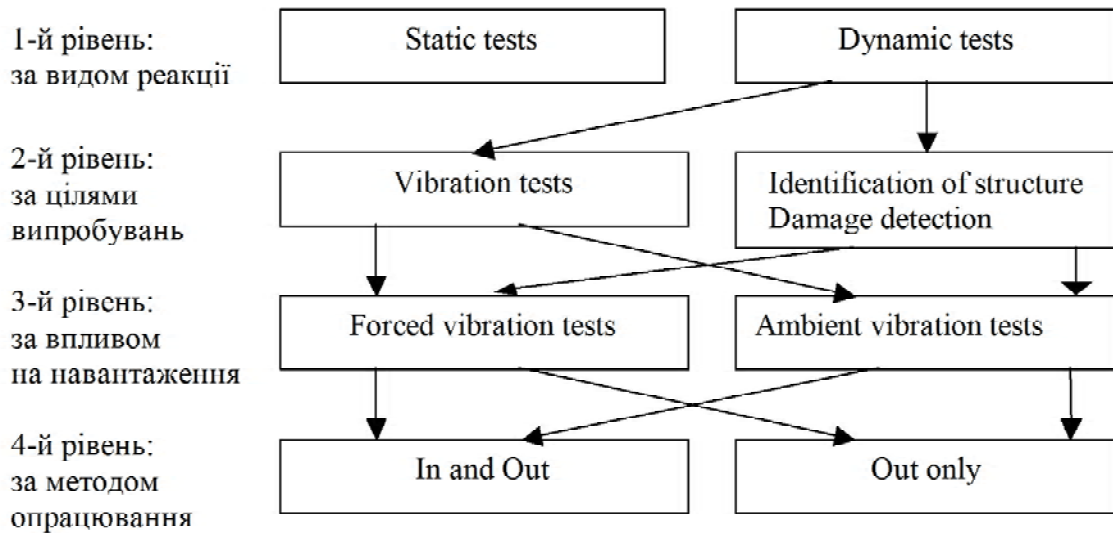 1-й рівень:
за видом реакції
Static tests
Dynamic tests
2-й рівень:
за цілями
випробувань
Vibration tests
Identification of structure
Damage detection
3-й рівень:
за впливом
на навантаження
Forced vibration tests
Ambient vibration tests
4-й рівень:
за методом
опрацювання
In and Out
Out only